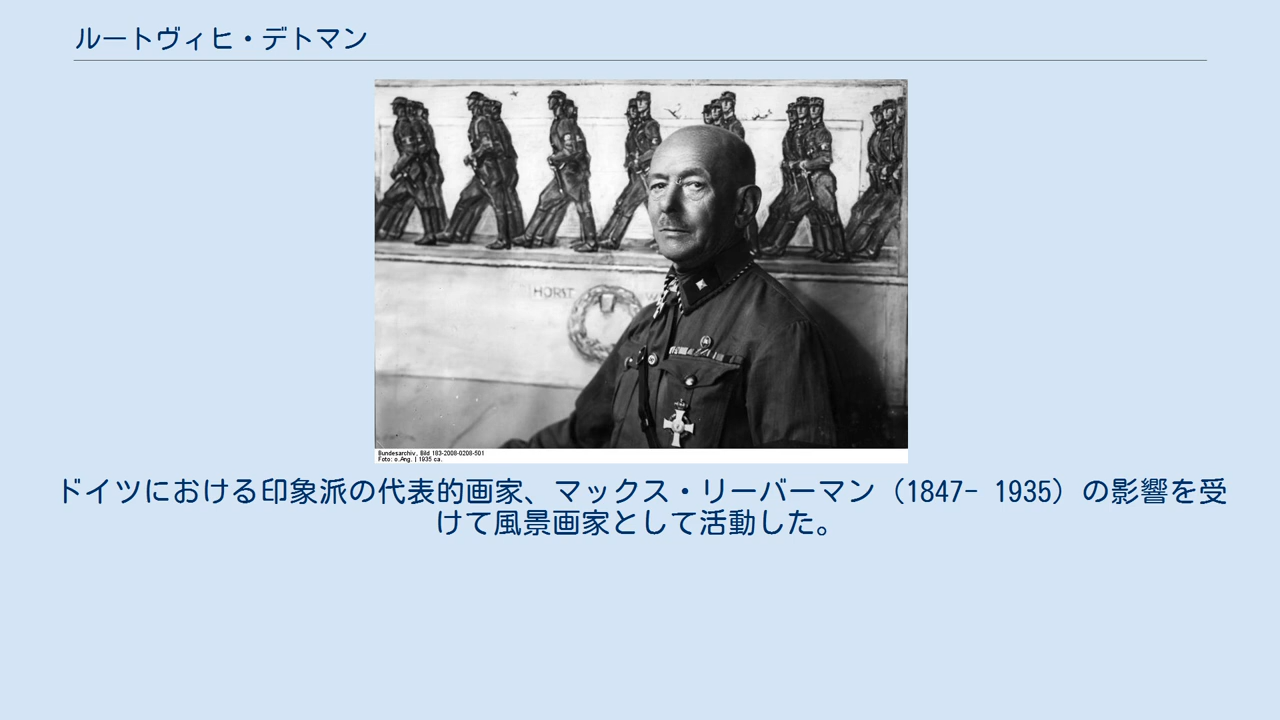 ルートヴィヒ・デトマン
HORST W
Bundesarchiv, Bild 183-2008-0208-501
Foto: o.Ang. | 1935 ca.
ドイツにおける印象派の代表的画家、マックス・リーバーマン（1847- 1935）の影響を受
けて風景画家として活動した。